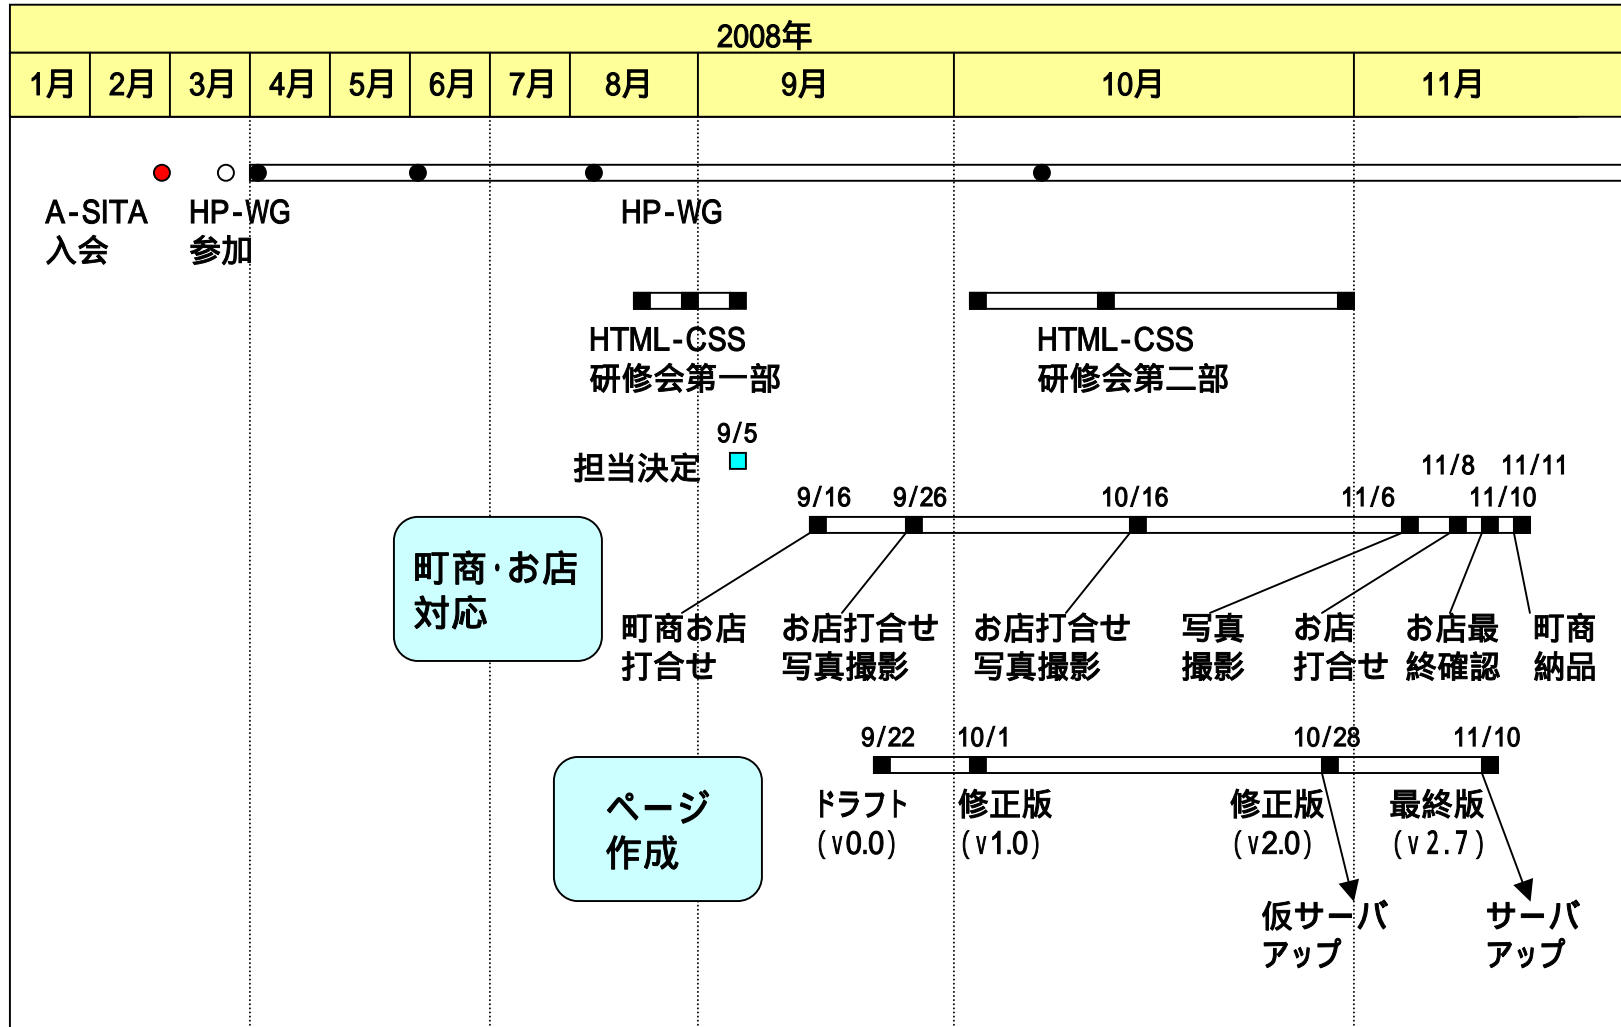 2008年
1月 2月 3月 4月 5月 6月 7月 8月 9月 10月 11月
A-SITA
入会
HP-WG
参加
HP-WG
HTML-CSS
研修会第一部
HTML-CSS
研修会第二部
担当決定
9/5
町商・お店
対応
9/16
9/26
10/16
11/6
11/8
11/10
11/11
町商お店
打合せ
お店打合せ
写真撮影
お店打合せ
写真撮影
写真
撮影
お店
打合せ
お店最
終確認
町商
納品
ページ
作成
9/22
10/1
10/28
11/10
ドラフト
(v0.0)
修正版
(v1.0)
修正版
(v2.0)
最終版
(v2.7)
仮サーバ
アップ
サーバ
アップ